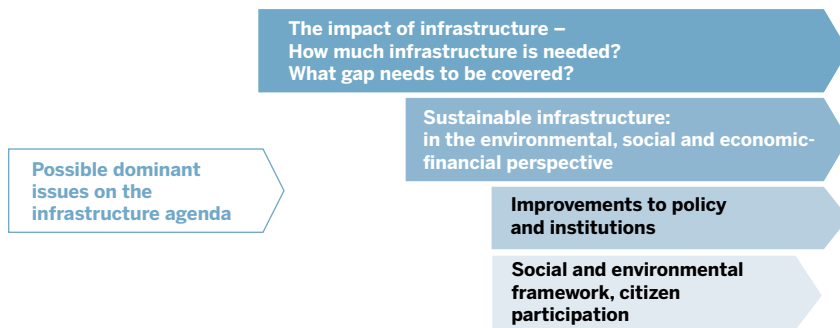 The impact of infrastructure –
How much infrastructure is needed?
What gap needs to be covered?
Sustainable infrastructure:
in the environmental, social and economic-
financial perspective
Possible dominant
issues on the
infrastructure agenda
Improvements to policy
and institutions
Social and environmental
framework, citizen
participation